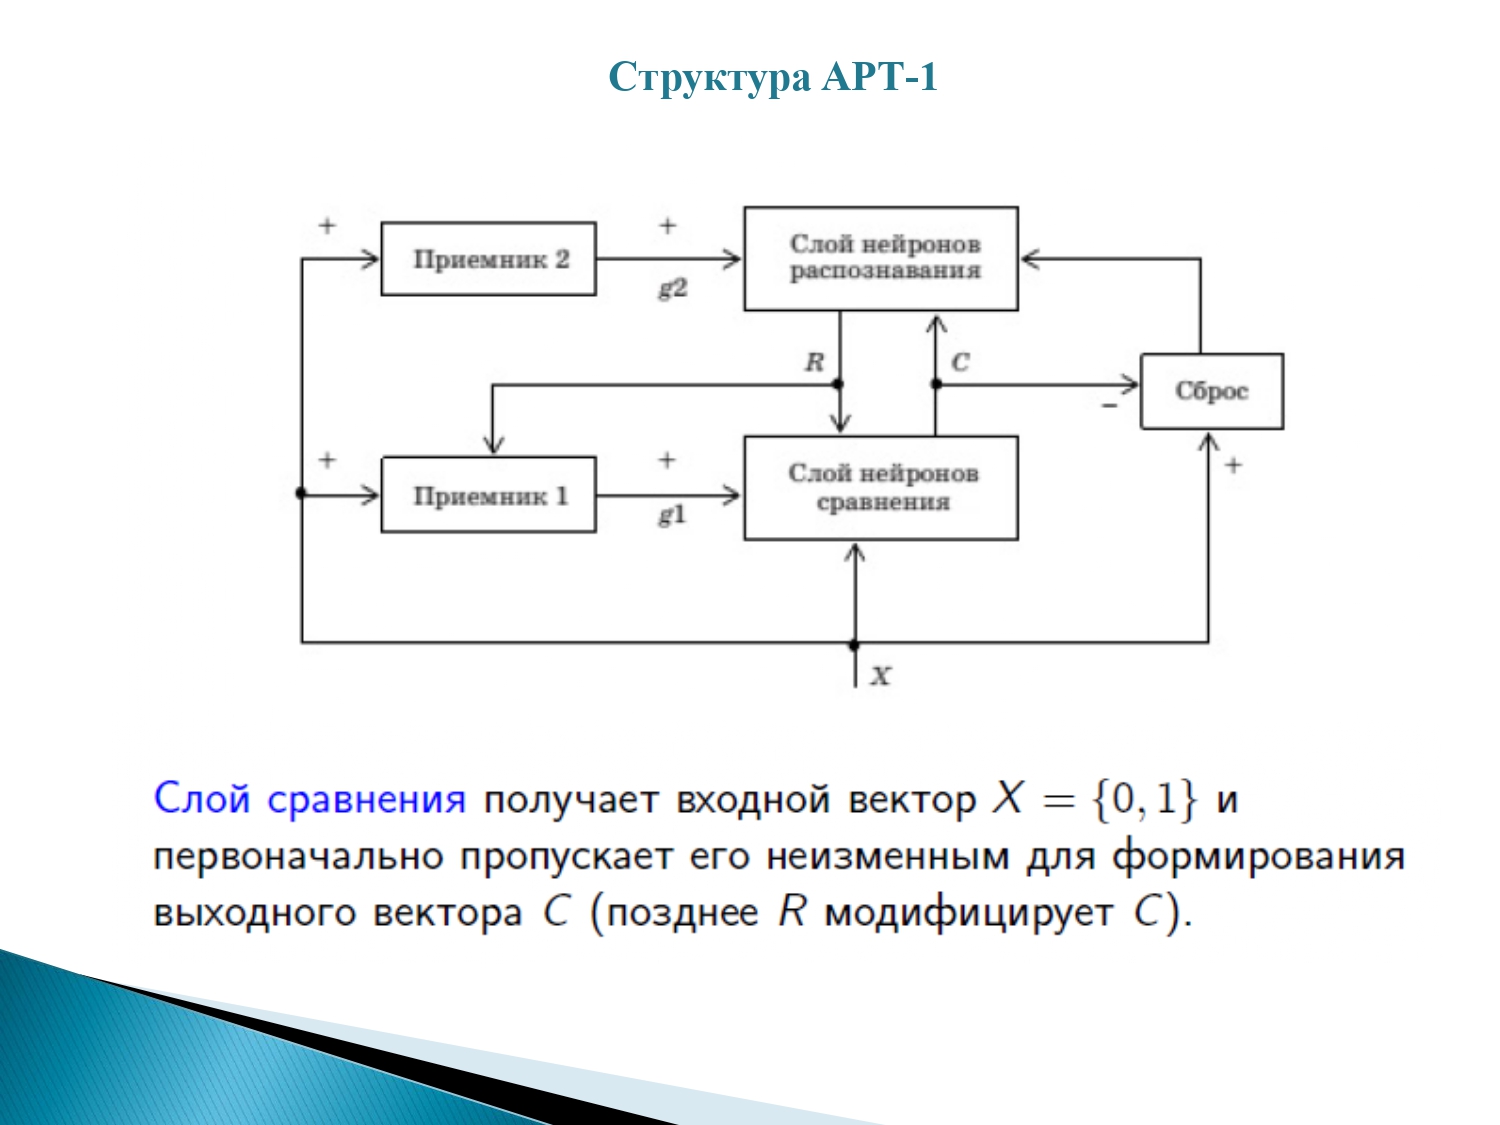 Структура АРТ-1
+
+
Приемник 2
g2
Слой нейронов
распознавания
R
C
Сброс
–
+
+
+
Приемник 1
g1
Слой нейронов
сравнения
X
Слой сравнения получает входной вектор X = {0, 1} и
первоначально пропускает его неизменным для формирования
выходного вектора C (позднее R модифицирует C).